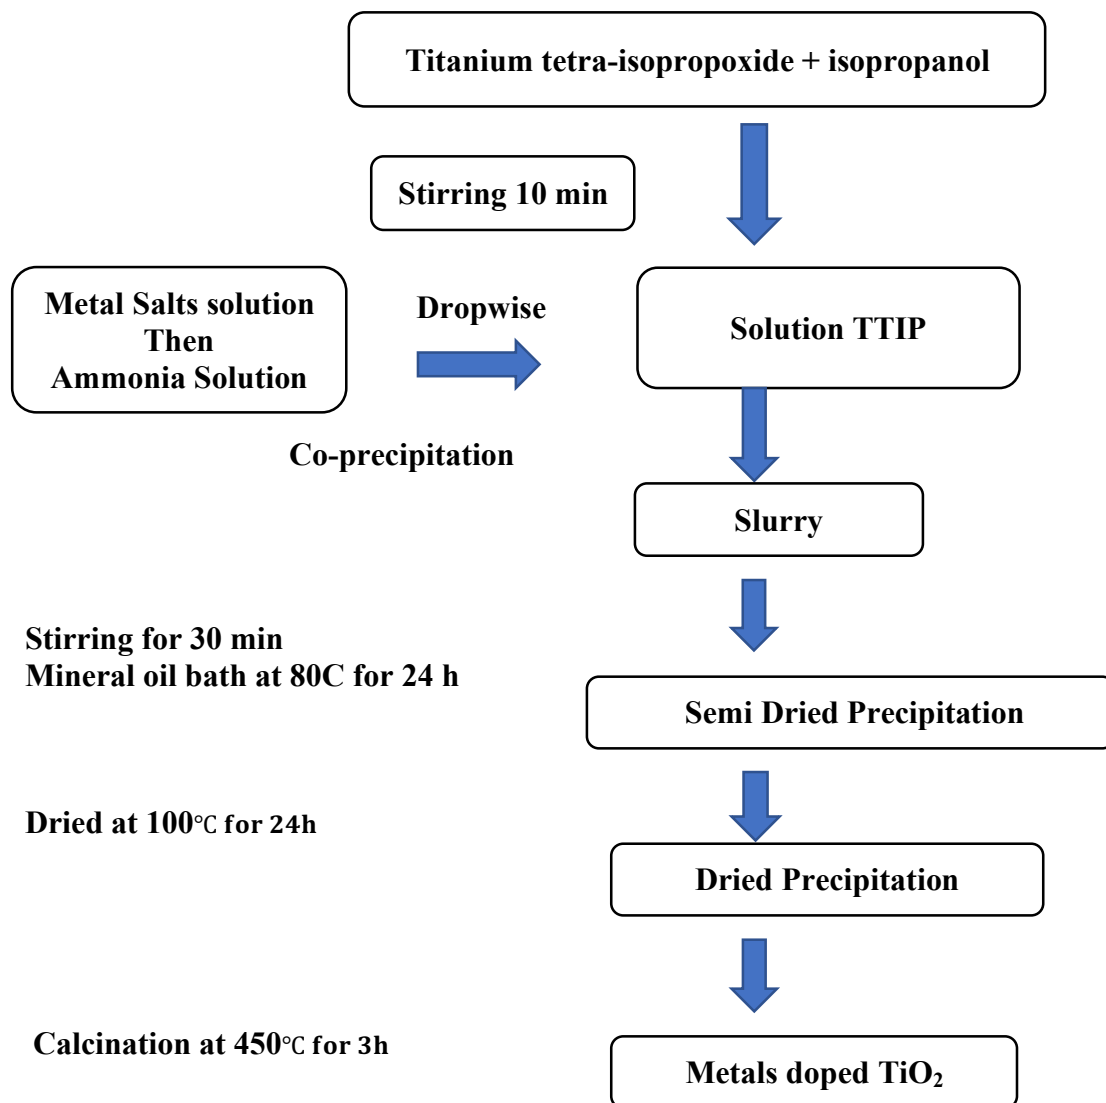 Titanium tetra-isopropoxide + isopropanol
Stirring 10 min
Metal Salts solution
Then
Ammonia Solution
Dropwise
Solution TTIP
Co-precipitation
Slurry
Stirring for 30 min
Mineral oil bath at 80C for 24 h
Semi Dried Precipitation
Dried at 100℃ for 24h
Dried Precipitation
Calcination at 450℃ for 3h
Metals doped TiO₂